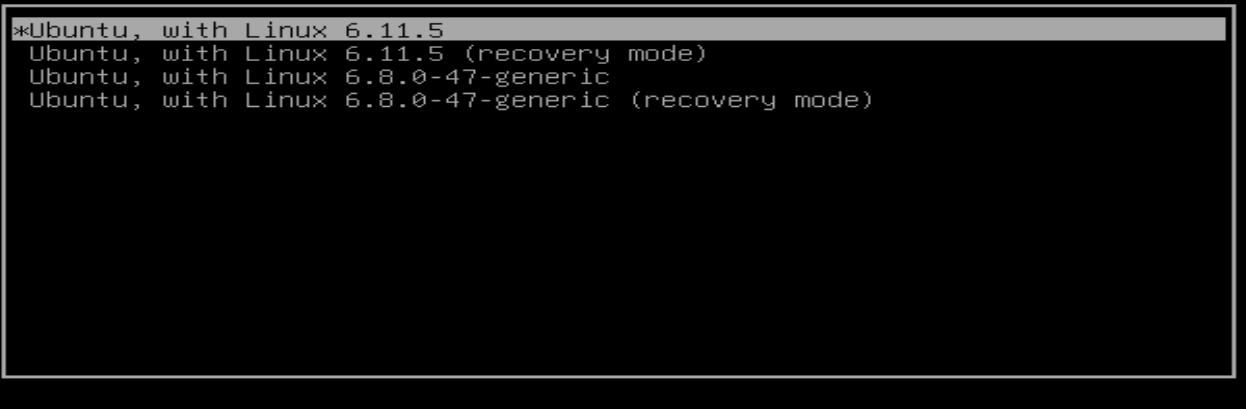 *Ubuntu, with Linux 6.11.5
Ubuntu, with Linux 6.11.5 (recovery mode)
Ubuntu, with Linux 6.8.0-47-generic
Ubuntu, with Linux 6.8.0-47-generic (recovery mode)